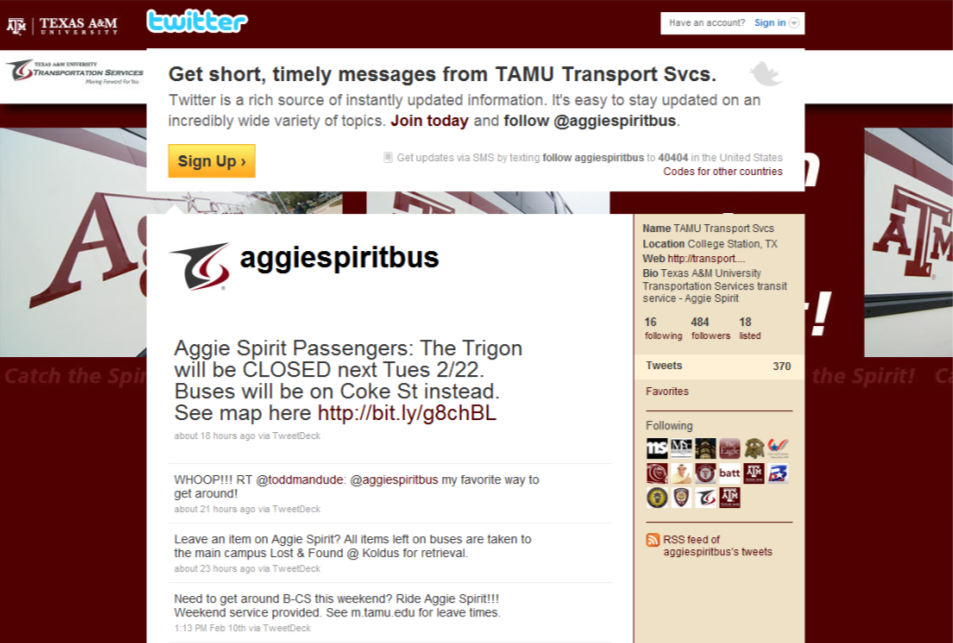 TEXAS A&M
UNIVERSITY
twitter
Have an account? Sign in
TEXAS A&M UNIVERSITY
TRANSPORTATION SERVICES
Moving Forward For You
Get short, timely messages from TAMU Transport Svcs.
Twitter is a rich source of instantly updated information. It's easy to stay updated on an
incredibly wide variety of topics. Join today and follow @aggiespiritbus.
Sign Up ›
Get updates via SMS by texting follow aggiespiritbus to 40404 in the United States
Codes for other countries
aggiespiritbus
Aggie Spirit Passengers: The Trigon
will be CLOSED next Tues 2/22.
Buses will be on Coke St instead.
See map here http://bit.ly/g8chBL
about 18 hours ago via TweetDeck
WHOOP!!! RT @toddmandude: @aggiespiritbus my favorite way to
get around!
about 21 hours ago via TweetDeck
Leave an item on Aggie Spirit? All items left on buses are taken to
the main campus Lost & Found @ Koldus for retrieval.
about 23 hours ago via TweetDeck
Need to get around B-CS this weekend? Ride Aggie Spirit!!!
Weekend service provided. See m.tamu.edu for leave times.
1:13 PM Feb 10th via TweetDeck
Name TAMU Transport Svcs
Location College Station, TX
Web http://transport...
Bio Texas A&M University
Transportation Services transit
service - Aggie Spirit
16 484 18
following followers listed
Tweets 370
Favorites
Following
batt
RSS feed of
aggiespiritbus's tweets
Catch the Spir
the Spirit! Ca